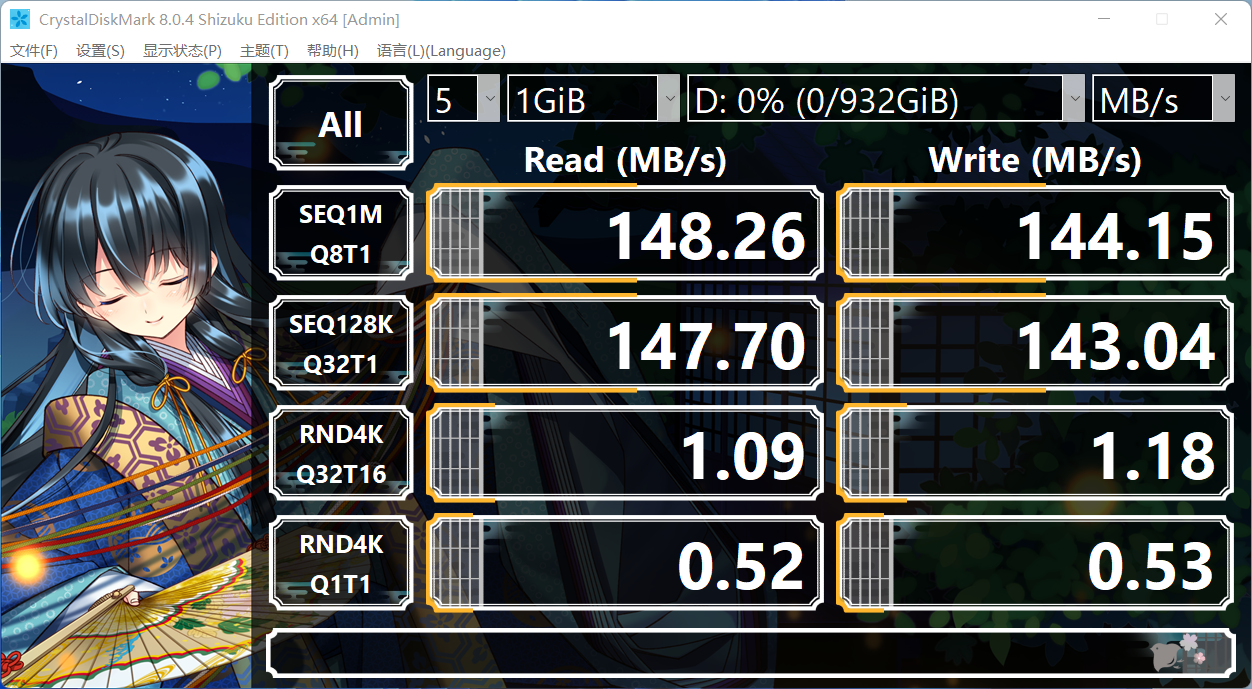 CrystalDiskMark 8.0.4 Shizuku Edition x64 [Admin]
文件(F) 设置(S) 显示状态(P) 主题(T) 帮助(H) 语言(L)(Language)
All 5 1GiB D: 0% (0/932GiB) MB/s
Read (MB/s) Write (MB/s)
SEQ1M
Q8T1 148.26 144.15
SEQ128K
Q32T1 147.70 143.04
RND4K
Q32T16 1.09 1.18
RND4K
Q1T1 0.52 0.53